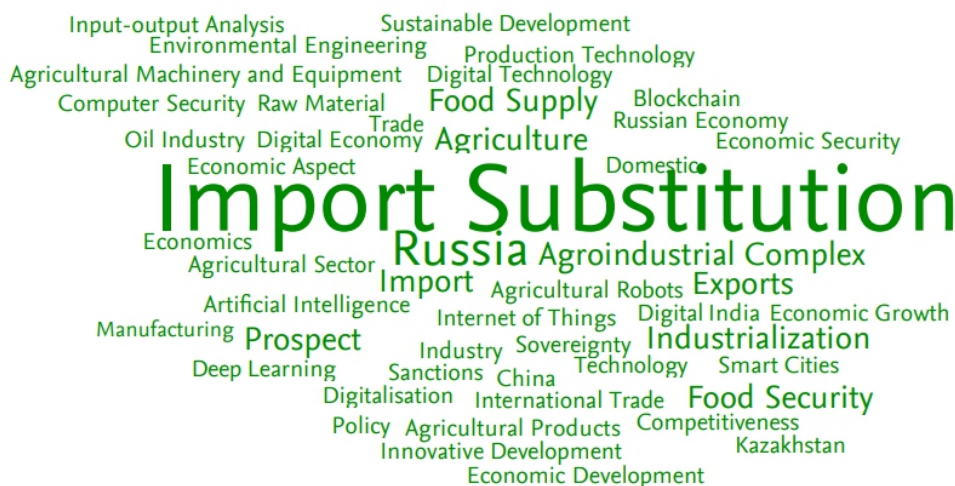 Input-output Analysis Sustainable Development
Environmental Engineering Production Technology
Agricultural Machinery and Equipment Digital Technology
Computer Security Raw Material Food Supply Blockchain
Trade Russian Economy
Oil Industry Digital Economy Agriculture Economic Security
Economic Aspect Domestic
Import Substitution
Economics Russia Agroindustrial Complex
Agricultural Sector Import Agricultural Robots Exports
Artificial Intelligence Internet of Things Digital India Economic Growth
Manufacturing Prospect Industry Sovereignty Industrialization
Deep Learning Sanctions China Technology Smart Cities
Digitalisation International Trade Food Security
Policy Agricultural Products Competitiveness
Innovative Development Kazakhstan
Economic Development